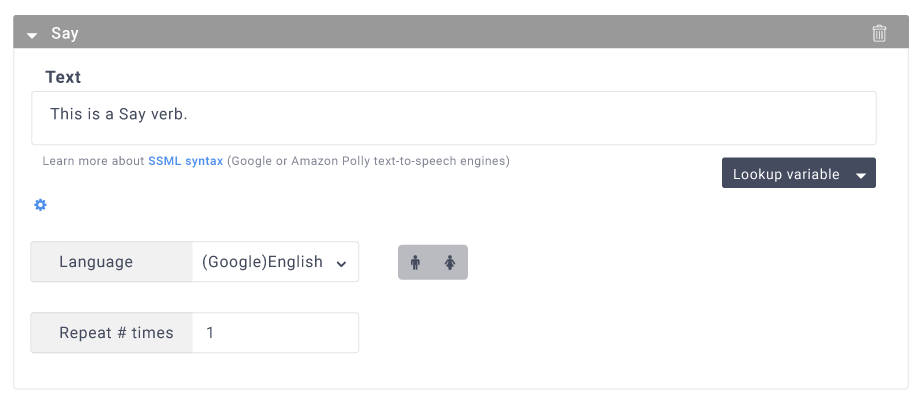 Say
Text
This is a Say verb.
Learn more about SSML syntax (Google or Amazon Polly text-to-speech engines)
Lookup variable
Language (Google)English
Repeat # times 1